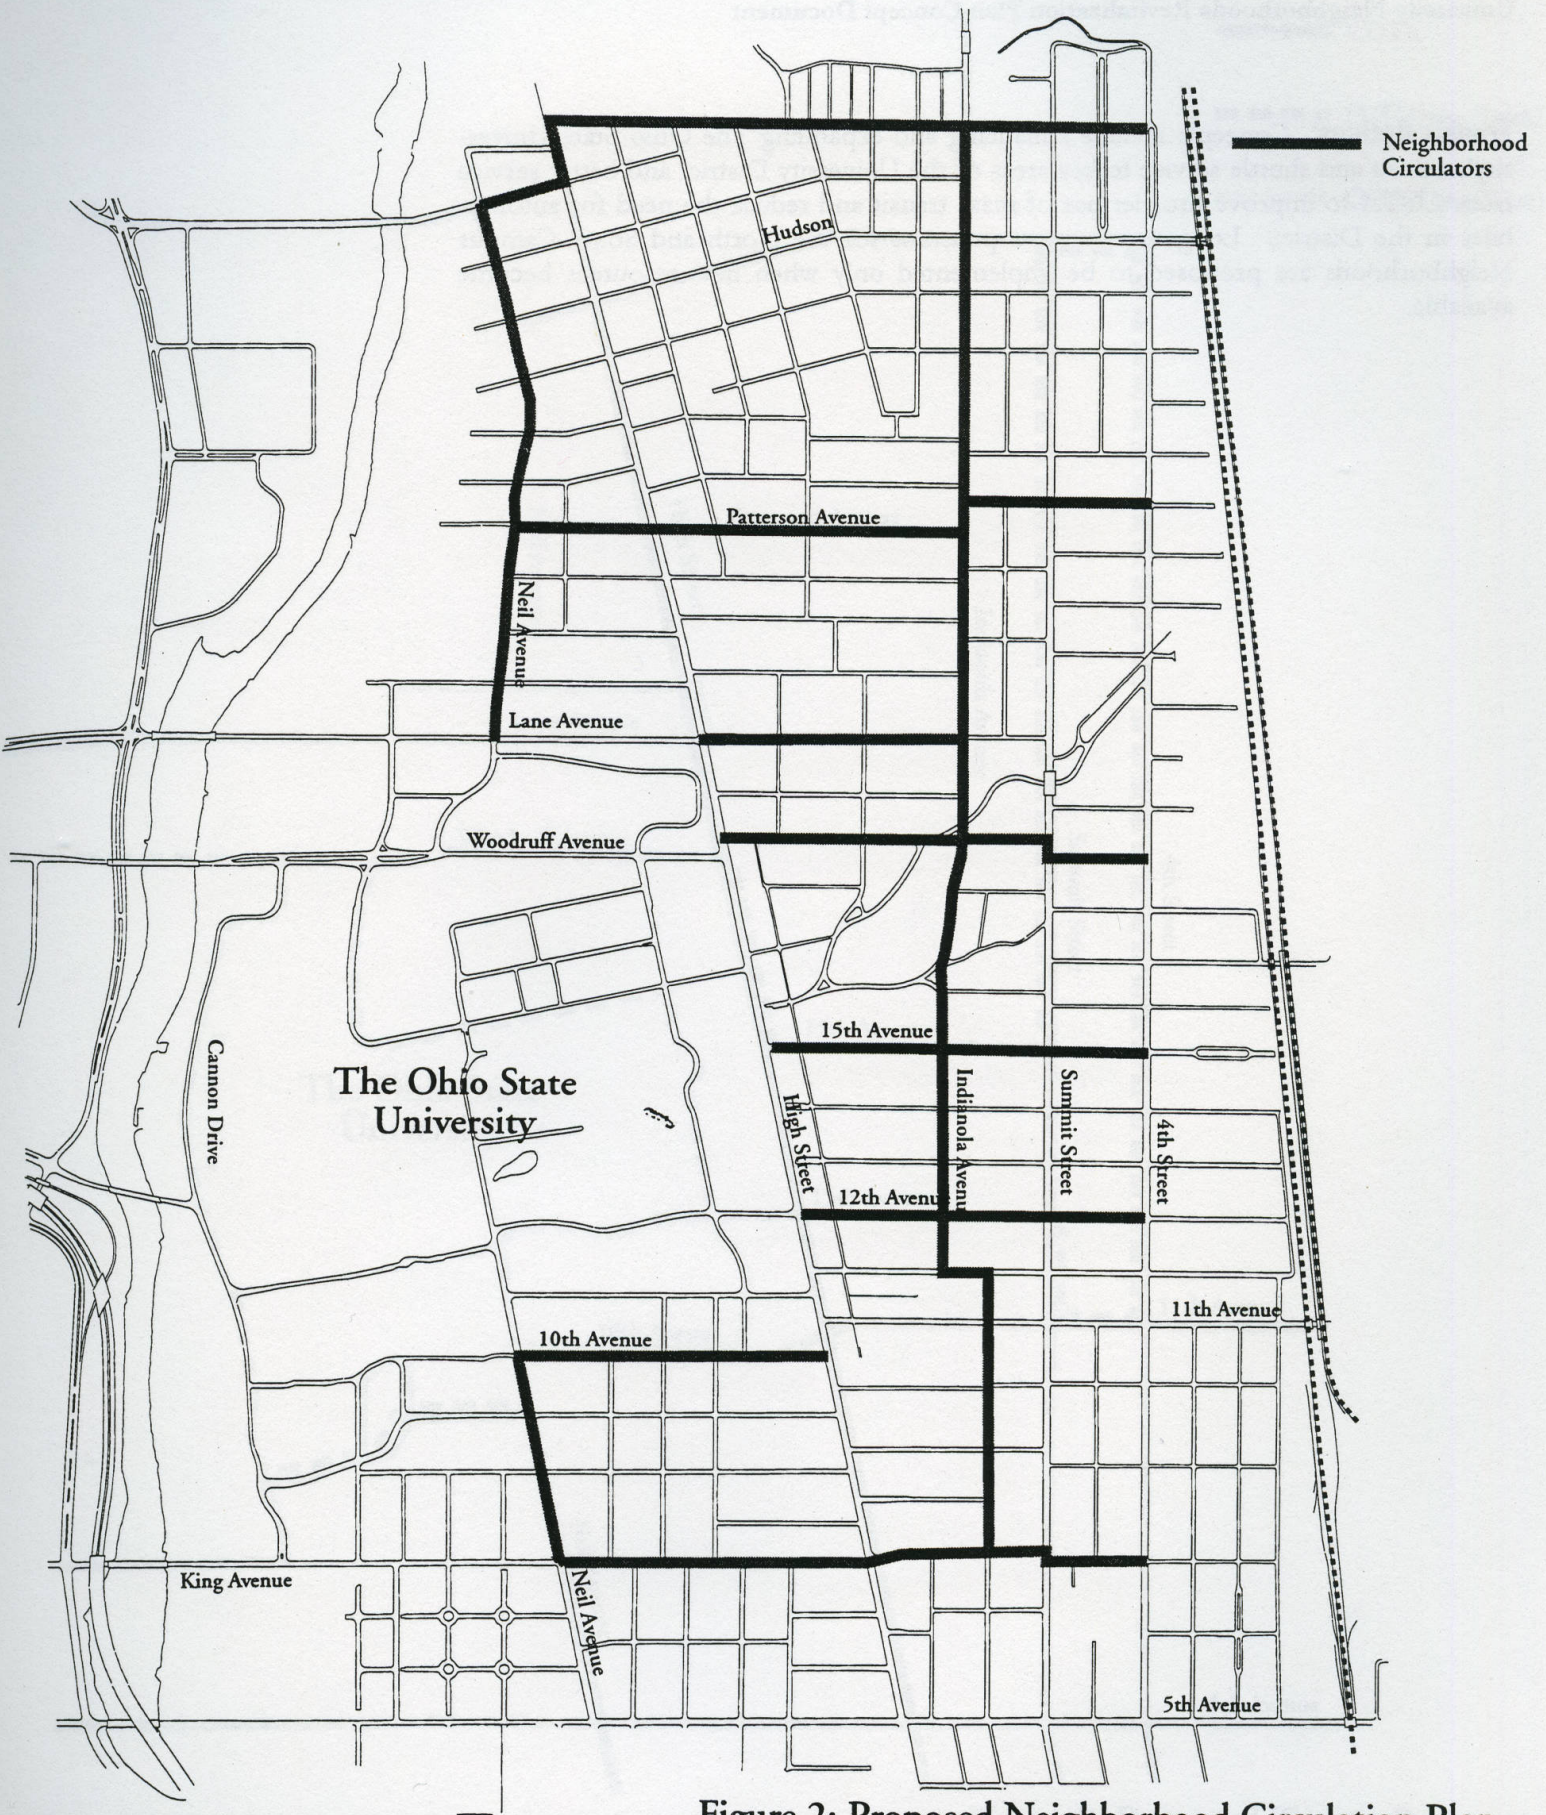 Neighborhood
Circulators
Hudson
Patterson Avenue
Neil Avenue
Lane Avenue
Woodruff Avenue
15th Avenue
Cannon Drive
The Ohio State
University
High Street
Indianola Avenu
Summit Street
4th Street
12th Avenu
11th Avenue
10th Avenue
King Avenue
Neil Avenue
5th Avenue
Figure 2: Proposed Neighborhood Circulation Plan